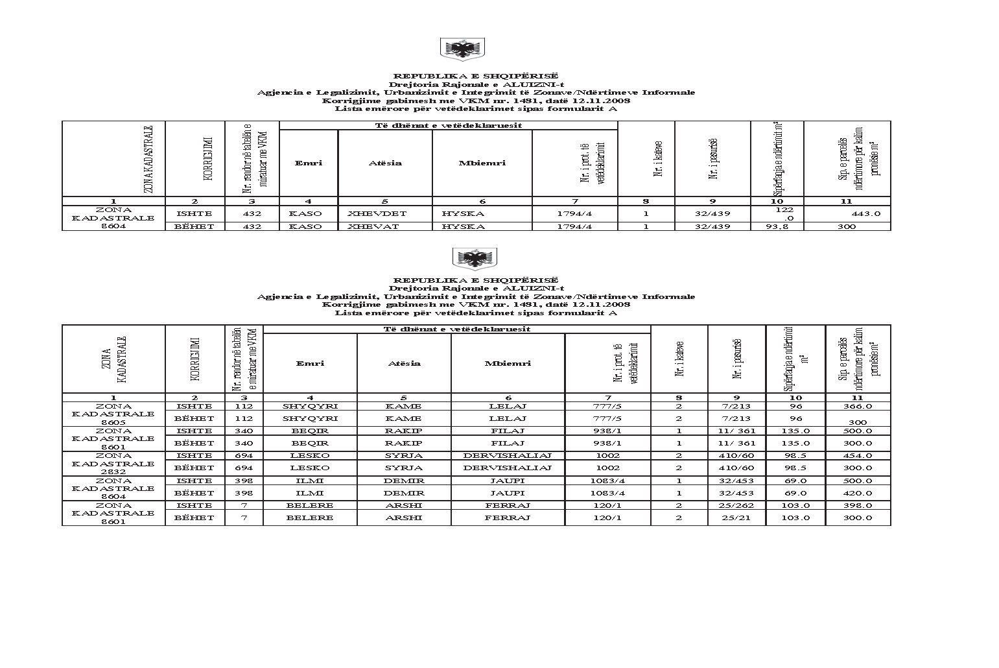 REPUBLIKA E SHQIPËRISË
Drejtoria Rajonale e ALUIZNI-t
Agjencia e Legalizimit, Urbanizimit e Integrimit të Zonave/Ndërtimeve Informale
Korrigjime gabimesh me VKM nr. 1481, datë 12.11.2008
Lista emërore për vetëdeklarimet sipas formularit A
ZONA KADASTRALE
KORRIGJIMI
Nr. rendor në tabelën e
miratuar me VKM
Të dhënat e vetëdeklaruesit
Emri
Atësia
Mbiemri
Nr. i prot. të
vetëdeklarimit
Nr. i kateve
Nr. i pasurisë
Sipërfaqja e ndërtimit m²
Sip. e parcelës
ndërtimore për kalim
pronësie m²
1 2 3 4 5 6 7 8 9 10 11
ZONA
KADASTRALE
8604
ISHTE 432 KASO XHEVDET HYSKA 1794/4 1 32/439 122
.0 443.0
BËHET 432 KASO XHEVAT HYSKA 1794/4 1 32/439 93,8 300
REPUBLIKA E SHQIPËRISË
Drejtoria Rajonale e ALUIZNI-t
Agjencia e Legalizimit, Urbanizimit e Integrimit të Zonave/Ndërtimeve Informale
Korrigjime gabimesh me VKM nr. 1481, datë 12.11.2008
Lista emërore për vetëdeklarimet sipas formularit A
ZONA
KADASTRALE
KORRIGJIMI
Nr. rendor në tabelën
e miratuar me VKM
Të dhënat e vetëdeklaruesit
Emri
Atësia
Mbiemri
Nr. i prot. të
vetëdeklarimit
Nr. i kateve
Nr. i pasurisë
Sipërfaqja e ndërtimit
m²
Sip. e parcelës
ndërtimore për kalim
pronësie m²
1 2 3 4 5 6 7 8 9 10 11
ZONA
KADASTRALE
8605
ISHTE 112 SHYQYRI KAME LELAJ 777/5 2 7/213 96 366.0
BËHET 112 SHYQYRI KAME LELAJ 777/5 2 7/213 96 300
ZONA
KADASTRALE
8601
ISHTE 340 BEQIR RAKIP FILAJ 938/1 1 11/ 361 135.0 500.0
BËHET 340 BEQIR RAKIP FILAJ 938/1 1 11/ 361 135.0 300.0
ZONA
KADASTRALE
2832
ISHTE 694 LESKO SYRJA DERVISHALIAJ 1002 2 410/60 98.5 454.0
BËHET 694 LESKO SYRJA DERVISHALIAJ 1002 2 410/60 98.5 300.0
ZONA
KADASTRALE
8604
ISHTE 398 ILMI DEMIR JAUPI 1083/4 1 32/453 69.0 500.0
BËHET 398 ILMI DEMIR JAUPI 1083/4 1 32/453 69.0 420.0
ZONA
KADASTRALE
8601
ISHTE 7 BELERE ARSHI FERRAJ 120/1 2 25/262 103.0 398.0
BËHET 7 BELERE ARSHI FERRAJ 120/1 2 25/21 103.0 300.0